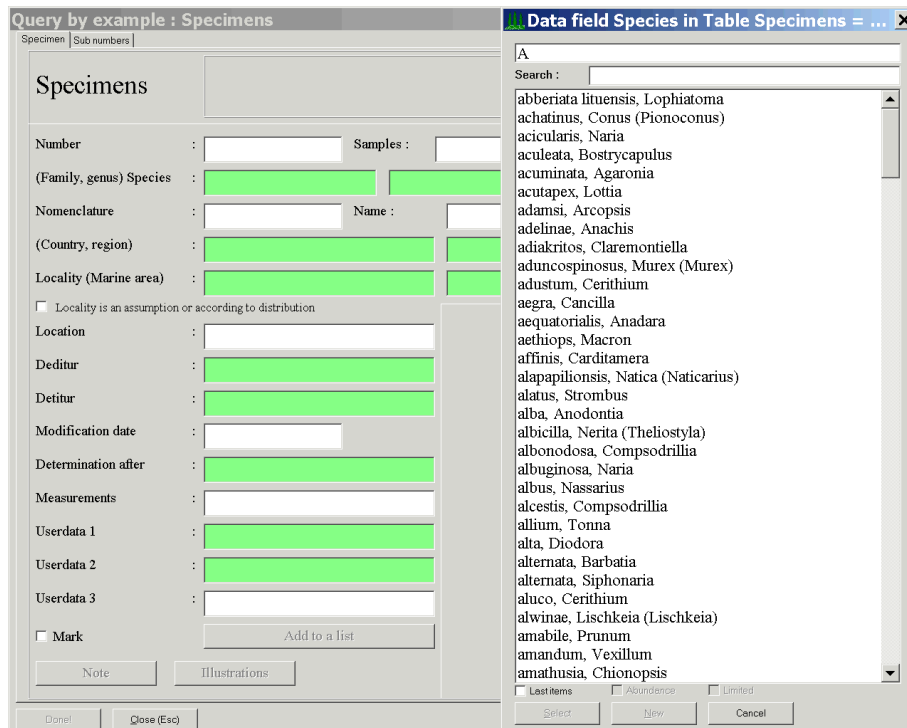 Query by example : Specimens
Specimen
Sub numbers
Specimens
Number :
Samples :
(Family, genus) Species :
Nomenclature :
Name :
(Country, region) :
Locality (Marine area) :
Locality is an assumption or according to distribution
Location :
Deditur :
Detitur :
Modification date :
Determination after :
Measurements :
Userdata 1 :
Userdata 2 :
Userdata 3 :
Mark
Add to a list
Note
Illustrations
Done!
Close (Esc)
Data field Species in Table Specimens = ...
A
Search :
abberiata lituensis, Lophiatoma
achatinus, Conus (Pionoconus)
acicularis, Naria
aculeata, Bostrycapulus
acuminata, Agaronia
acutapex, Lottia
adamsi, Arcopsis
adelinae, Anachis
adiakritos, Claremontiella
aduncospinosus, Murex (Murex)
adustum, Cerithium
aegra, Cancilla
aequatorialis, Anadara
aethiops, Macron
affinis, Carditamera
alapapilionsis, Natica (Naticarius)
alatus, Strombus
alba, Anodontia
albicilla, Nerita (Theliostyla)
albonodosa, Compsodrillia
albuginosa, Naria
albus, Nassarius
alcestis, Compsodrillia
allium, Tonna
alta, Diodora
alternata, Barbatia
alternata, Siphonaria
aluco, Cerithium
alwinae, Lischkeia (Lischkeia)
amabile, Prunum
amandum, Vexillum
amathusia, Chionopsis
Last items
Abundence
Limited
Select
New
Cancel